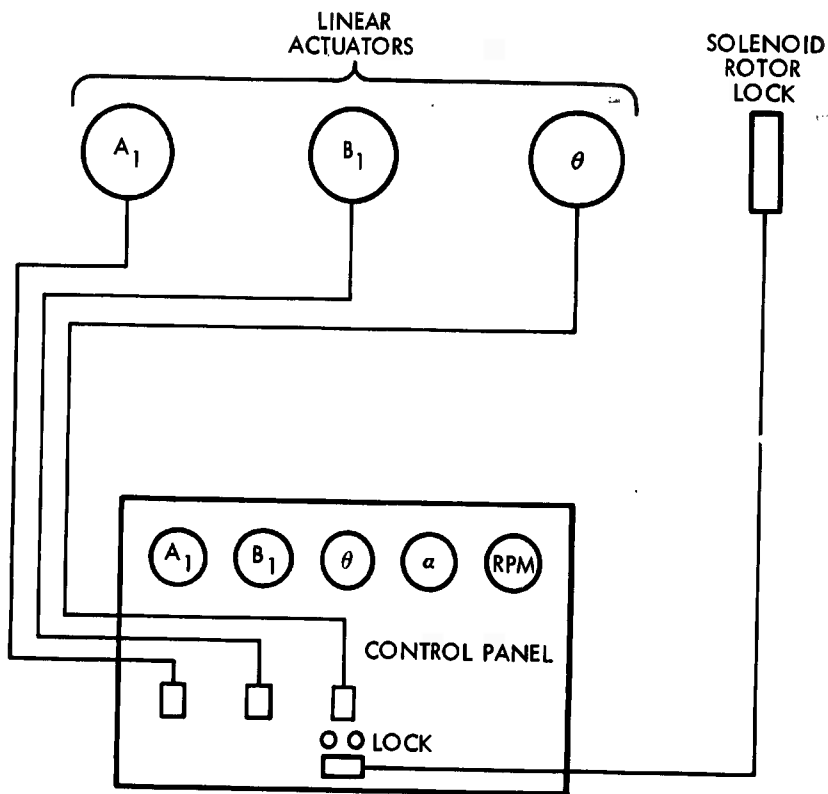 LINEAR
ACTUATORS
SOLENOID
ROTOR
LOCK
A1
B1
θ
A1
B1
θ
α
RPM
CONTROL PANEL
LOCK